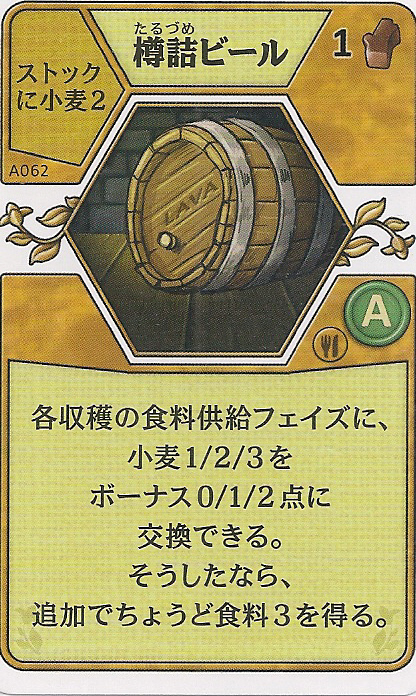 たるづめ
樽詰ビール
1
ストック
に小麦2
A062
LAVA
A
各収穫の食料供給フェイズに、
小麦1/2/3を
ボーナス0/1/2点に
交換できる。
そうしたなら、
追加でちょうど食料3を得る。